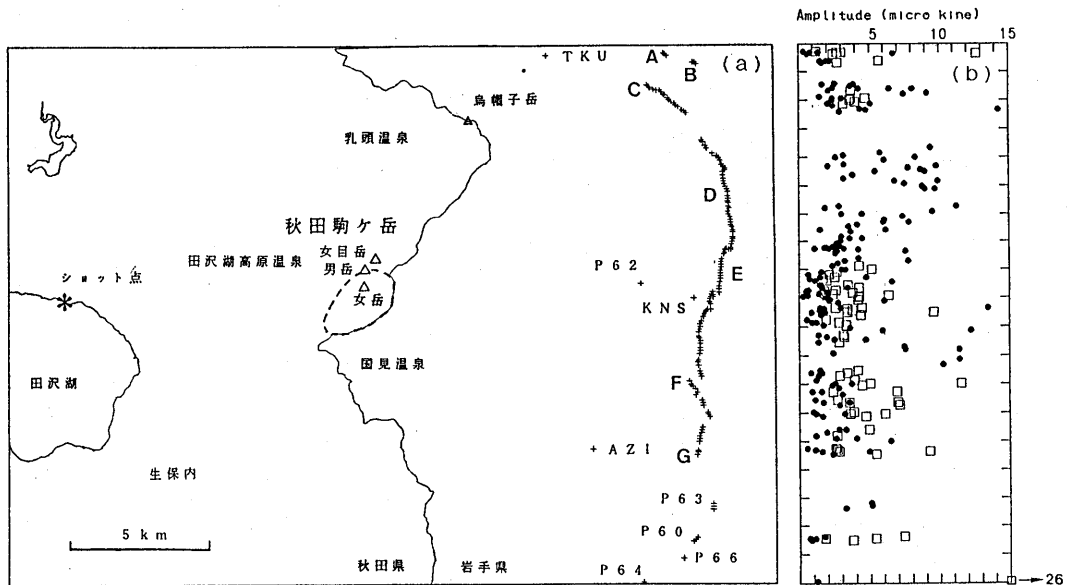 Amplitude (micro kine)
5 10 15
(a)
(b)
+ TKU
A
B
C
烏帽子岳
乳頭温泉
D
秋田駒ケ岳
女目岳
田沢湖高原温泉
男岳
女岳
ショット点
P62
E
KNS
国見温泉
田沢湖
F
+ AZI
G
生保内
P63
5 km
P60
+ P66
秋田県
岩手県
P64
26